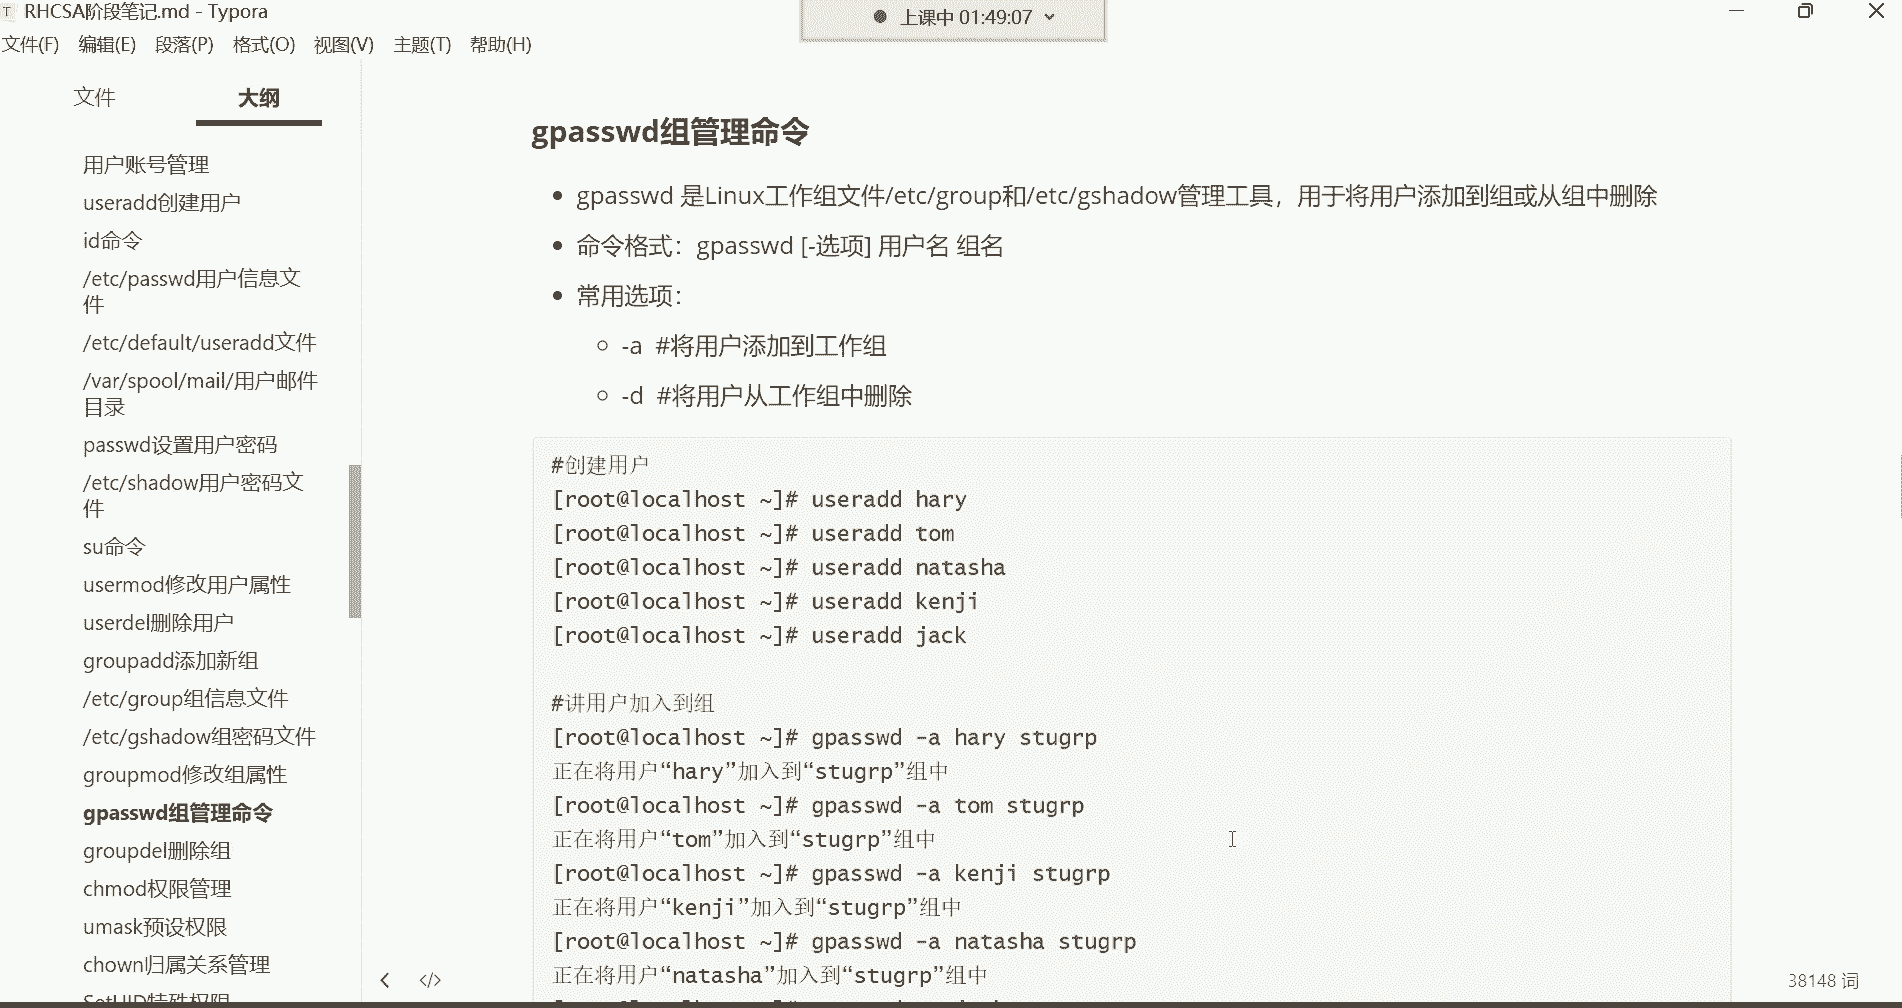 RHCSA阶段笔记.md - Typora
上课中 01:49:07
文件(F) 编辑(E) 段落(P) 格式(O) 视图(V) 主题(T) 帮助(H)
文件 大纲
用户账号管理
useradd创建用户
id命令
/etc/passwd用户信息文
件
/etc/default/useradd文件
/var/spool/mail/用户邮件
目录
passwd设置用户密码
/etc/shadow用户密码文
件
su命令
usermod修改用户属性
userdel删除用户
groupadd添加新组
/etc/group组信息文件
/etc/gshadow组密码文件
groupmod修改组属性
gpasswd组管理命令
groupdel删除组
chmod权限管理
umask预设权限
chown归属关系管理
SetUID特殊权限
gpasswd组管理命令
gpasswd 是Linux工作组文件/etc/group和/etc/gshadow管理工具，用于将用户添加到组或从组中删除
命令格式：gpasswd [-选项] 用户名 组名
常用选项：
-a #将用户添加到工作组
-d #将用户从工作组中删除
#创建用户
[root@localhost ~]# useradd hary
[root@localhost ~]# useradd tom
[root@localhost ~]# useradd natasha
[root@localhost ~]# useradd kenji
[root@localhost ~]# useradd jack
#讲用户加入到组
[root@localhost ~]# gpasswd -a hary stugrp
正在将用户“hary”加入到“stugrp”组中
[root@localhost ~]# gpasswd -a tom stugrp
正在将用户“tom”加入到“stugrp”组中
[root@localhost ~]# gpasswd -a kenji stugrp
正在将用户“kenji”加入到“stugrp”组中
[root@localhost ~]# gpasswd -a natasha stugrp
正在将用户“natasha”加入到“stugrp”组中
38148 词